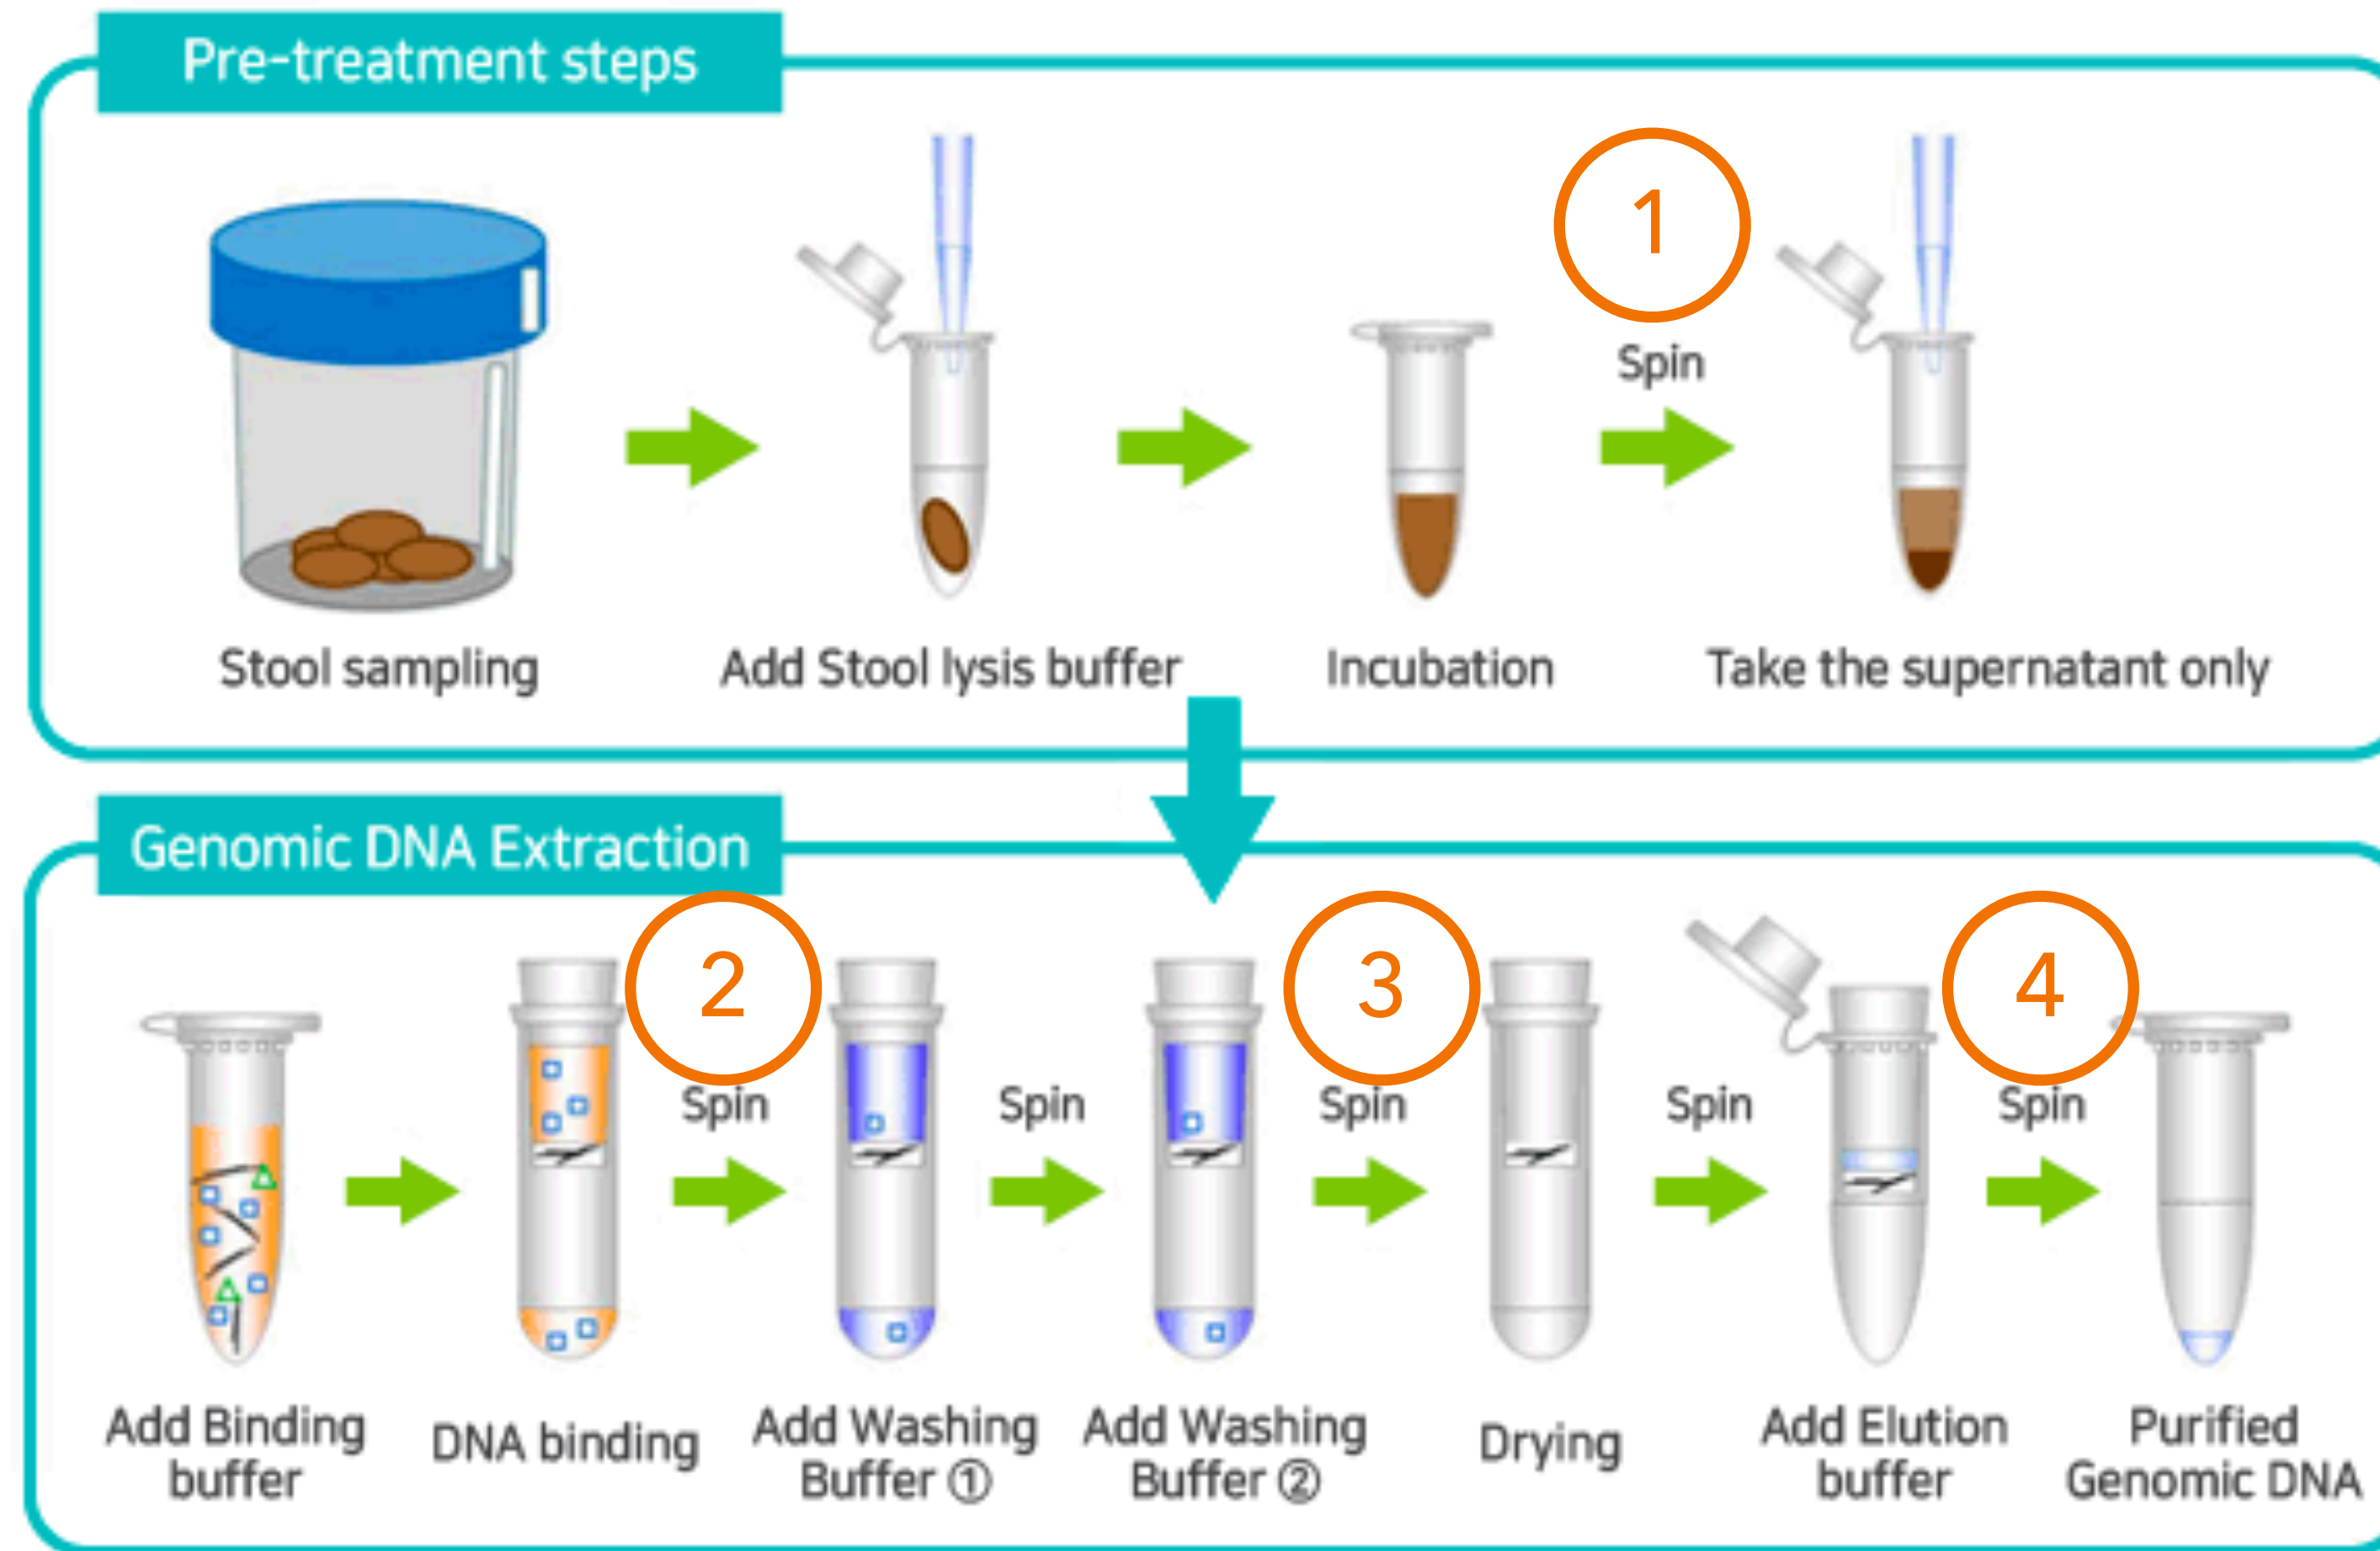 Pre-treatment steps
1
Spin
Stool sampling
Add Stool lysis buffer
Incubation
Take the supernatant only
Genomic DNA Extraction
2
3
4
Spin
Spin
Spin
Spin
Spin
Add Binding
buffer
DNA binding
Add Washing
Buffer ①
Add Washing
Buffer ②
Drying
Add Elution
buffer
Purified
Genomic DNA